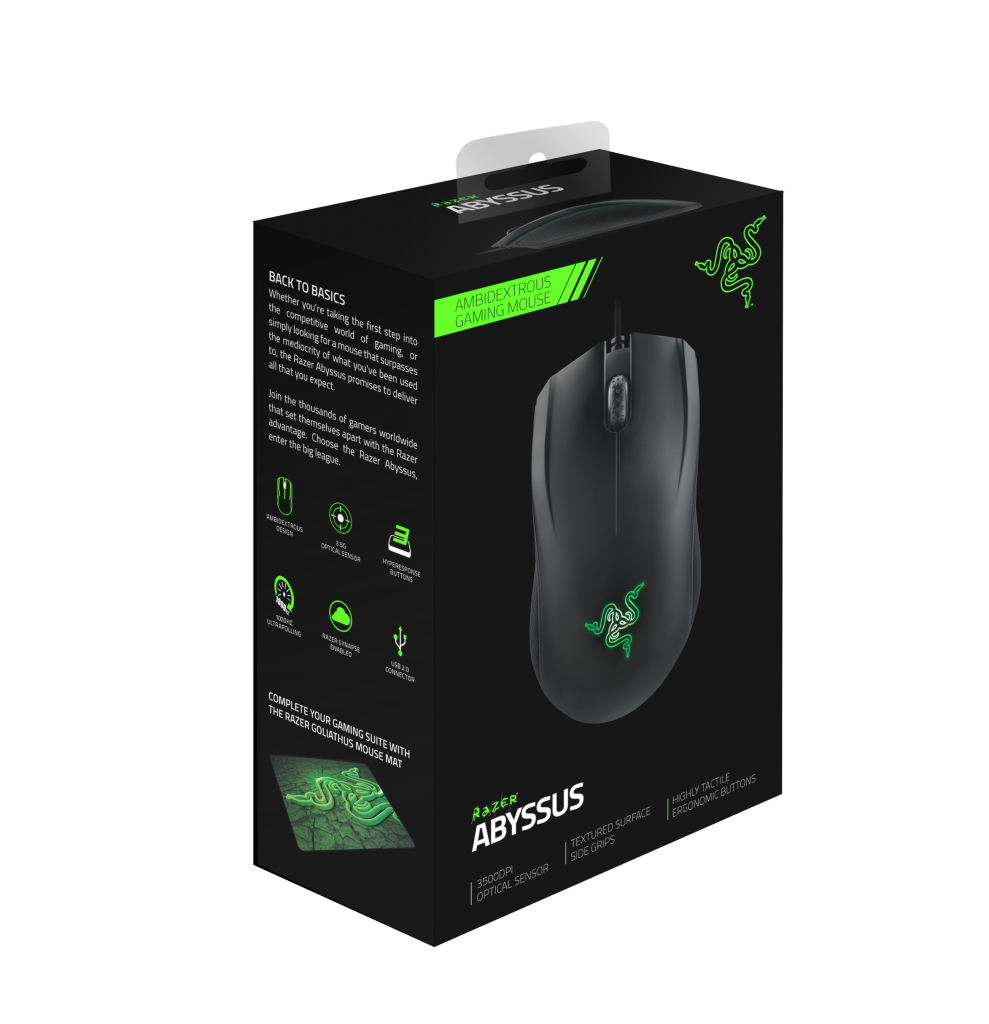 RAZER
ABYSSUS
AMBIDEXTROUS
GAMING MOUSE
BACK TO BASICS
Whether you're taking the first step into
the competitive world of gaming, or
simply looking for a mouse that surpasses
the mediocrity of what you've been used
to, the Razer Abyssus promises to deliver
all that you expect.
Join the thousands of gamers worldwide
that set themselves apart with the Razer
advantage. Choose the Razer Abyssus,
enter the big league.
AMBIDEXTROUS
DESIGN
3.5G
OPTICAL SENSOR
HYPERESPONSE
BUTTONS
1000HZ
ULTRAPOLLING
RAZER SYNAPSE
ENABLED
USB 2.0
CONNECTOR
COMPLETE YOUR GAMING SUITE WITH
THE RAZER GOLIATHUS MOUSE MAT
RAZER
ABYSSUS
3500DPI
OPTICAL SENSOR
TEXTURED SURFACE
SIDE GRIPS
HIGHLY TACTILE
ERGONOMIC BUTTONS